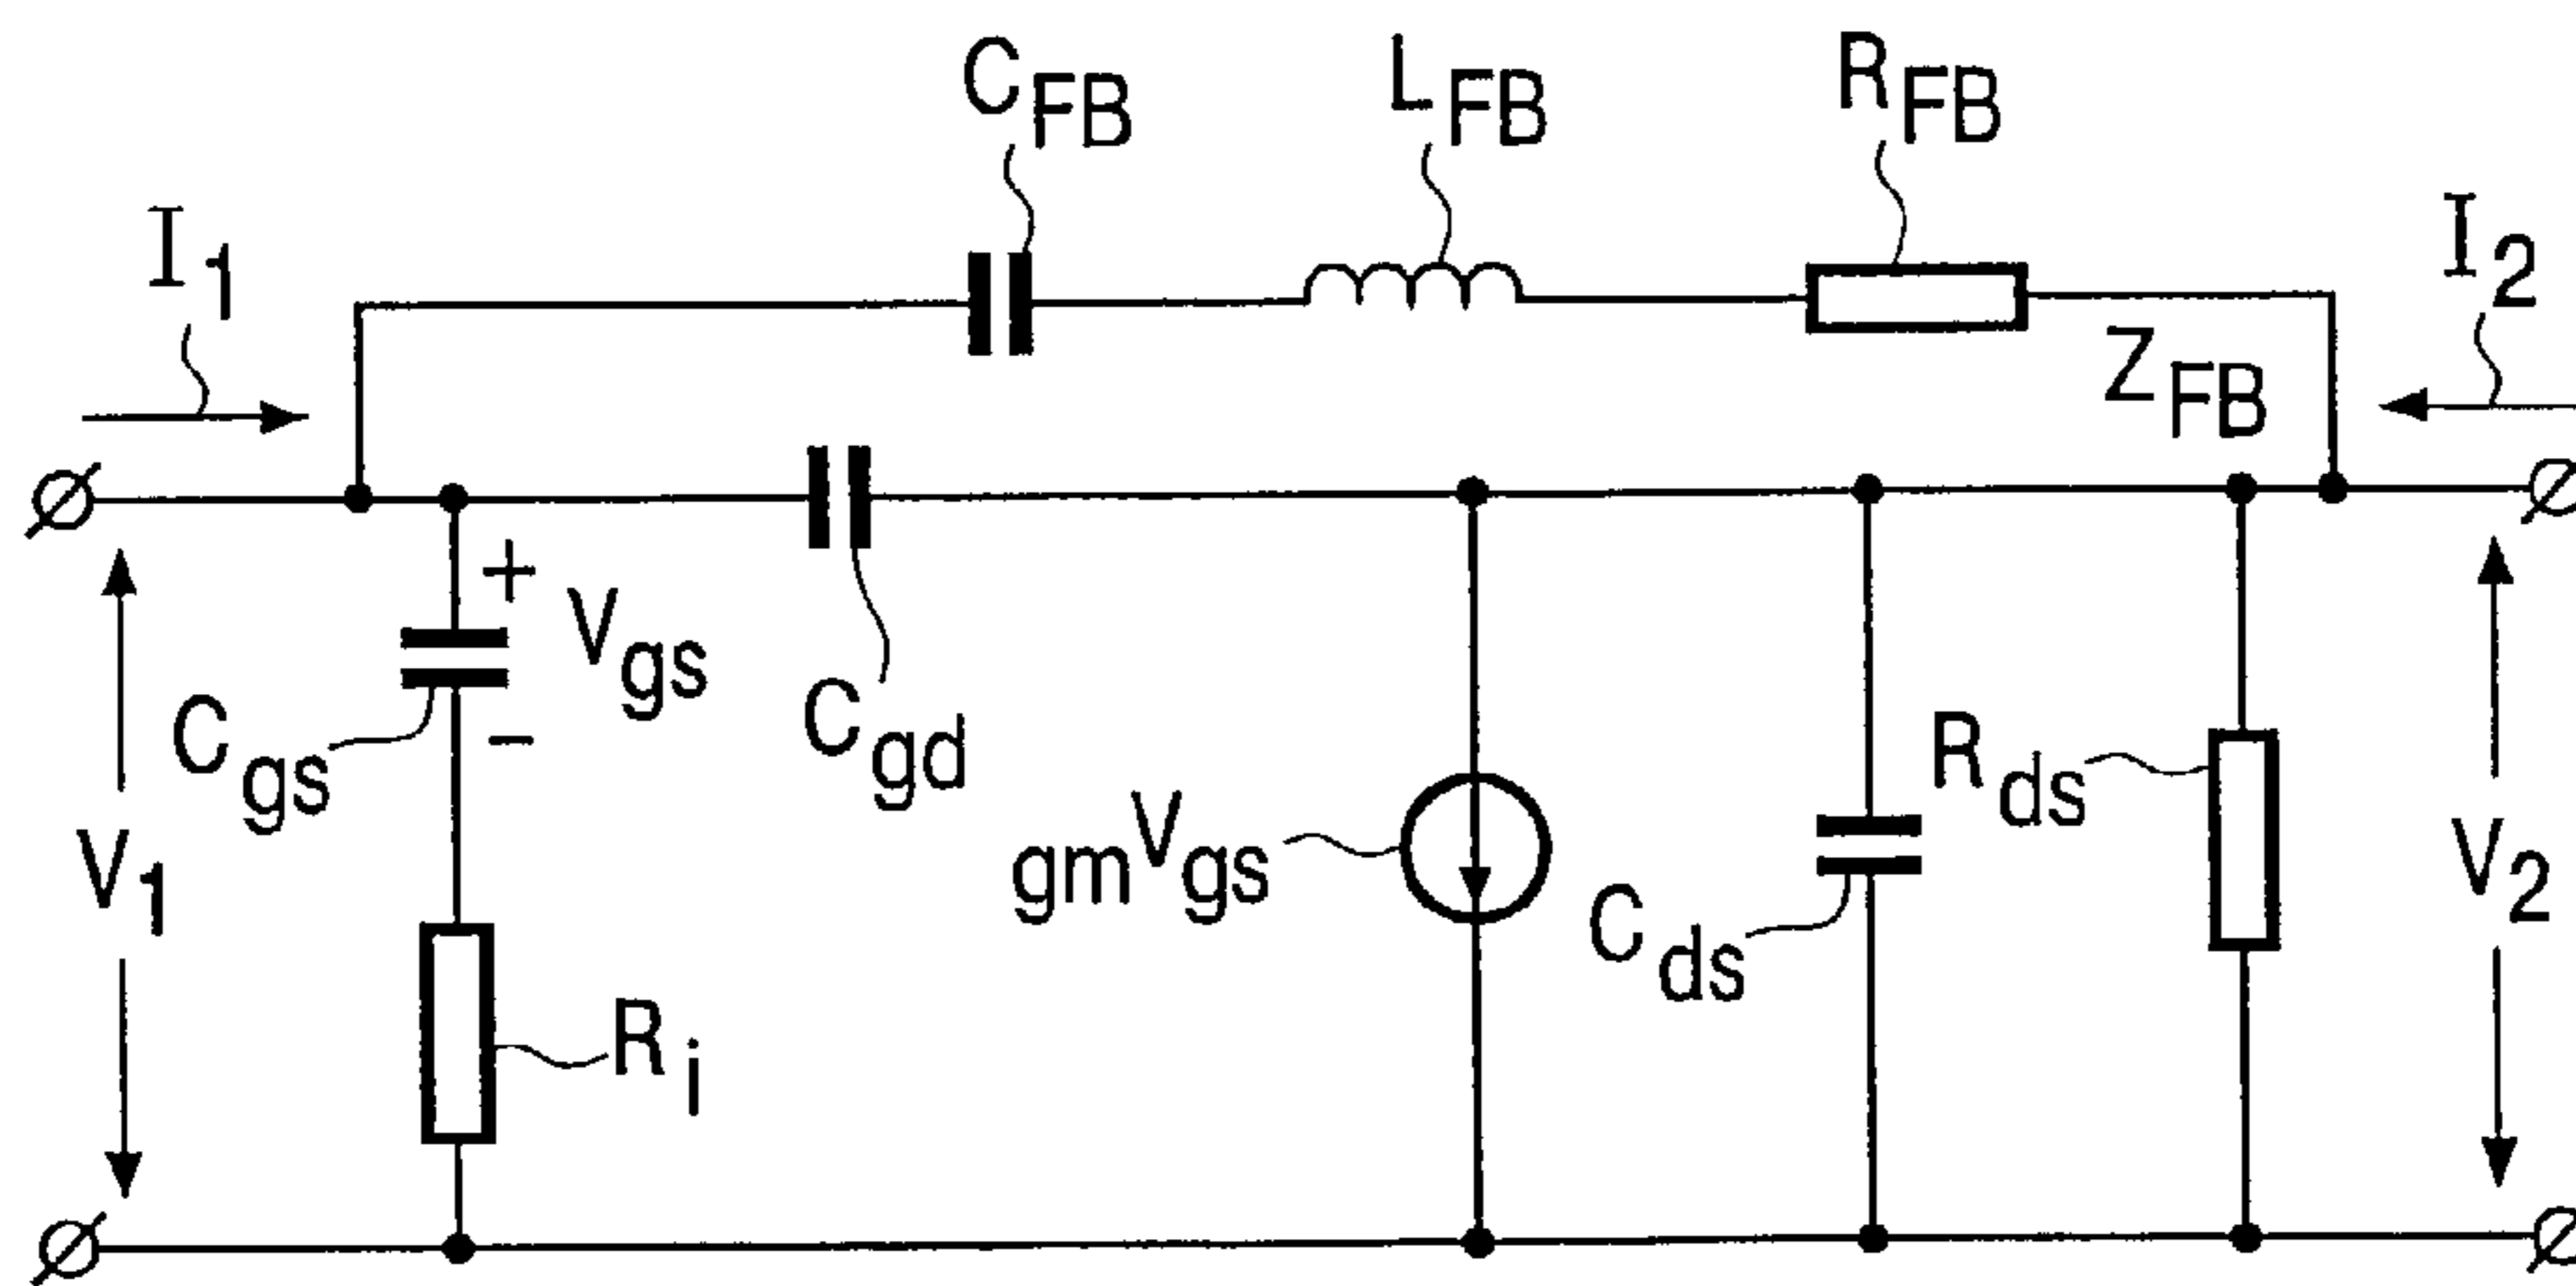 C_FB
L_FB
R_FB
I_1
I_2
Z_FB
+
V_gs
−
C_gs
C_gd
V_1
R_i
gmV_gs
C_ds
R_ds
V_2